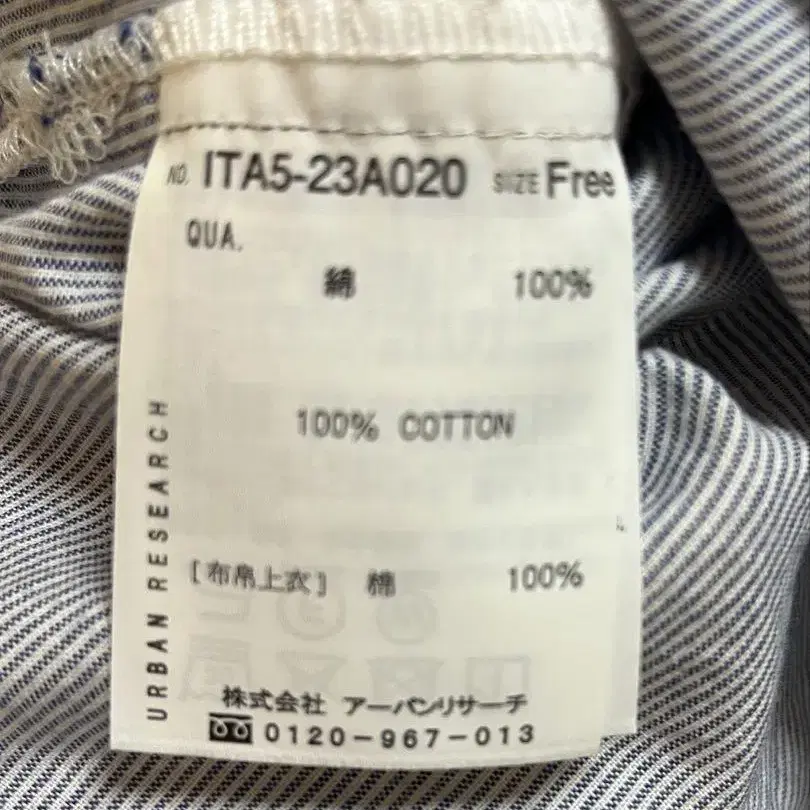 NO. ITA5-23A020 SIZE Free
QUA.
綿 100%
100% COTTON
[布帛上衣] 綿 100%
URBAN RESEARCH
株式会社 アーバンリサーチ
0120-967-013